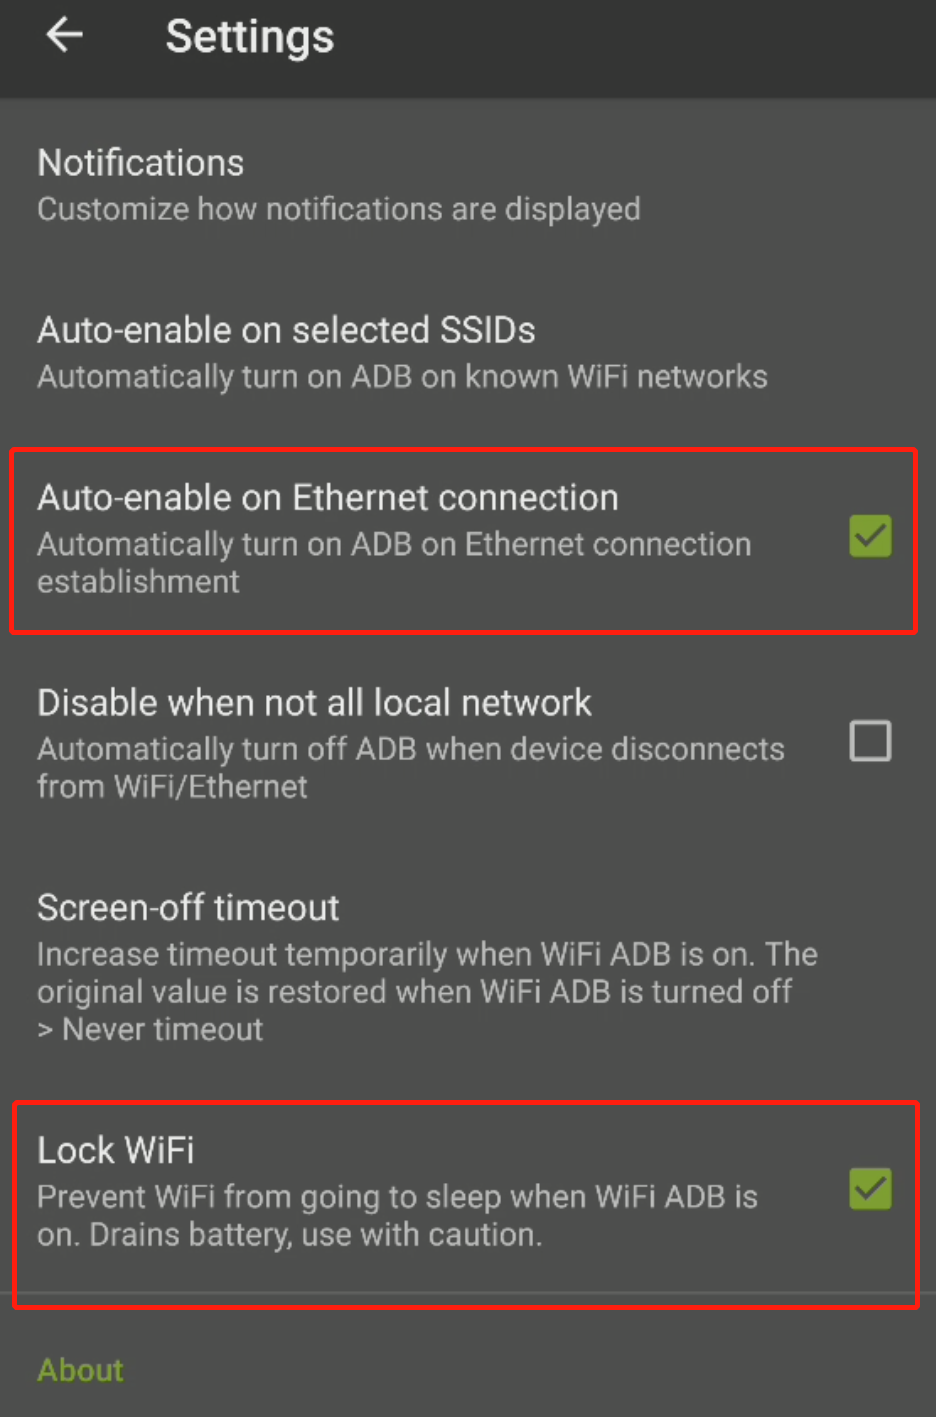 Settings
Notifications
Customize how notifications are displayed
Auto-enable on selected SSIDs
Automatically turn on ADB on known WiFi networks
Auto-enable on Ethernet connection
Automatically turn on ADB on Ethernet connection
establishment
Disable when not all local network
Automatically turn off ADB when device disconnects
from WiFi/Ethernet
Screen-off timeout
Increase timeout temporarily when WiFi ADB is on. The
original value is restored when WiFi ADB is turned off
> Never timeout
Lock WiFi
Prevent WiFi from going to sleep when WiFi ADB is
on. Drains battery, use with caution.
About